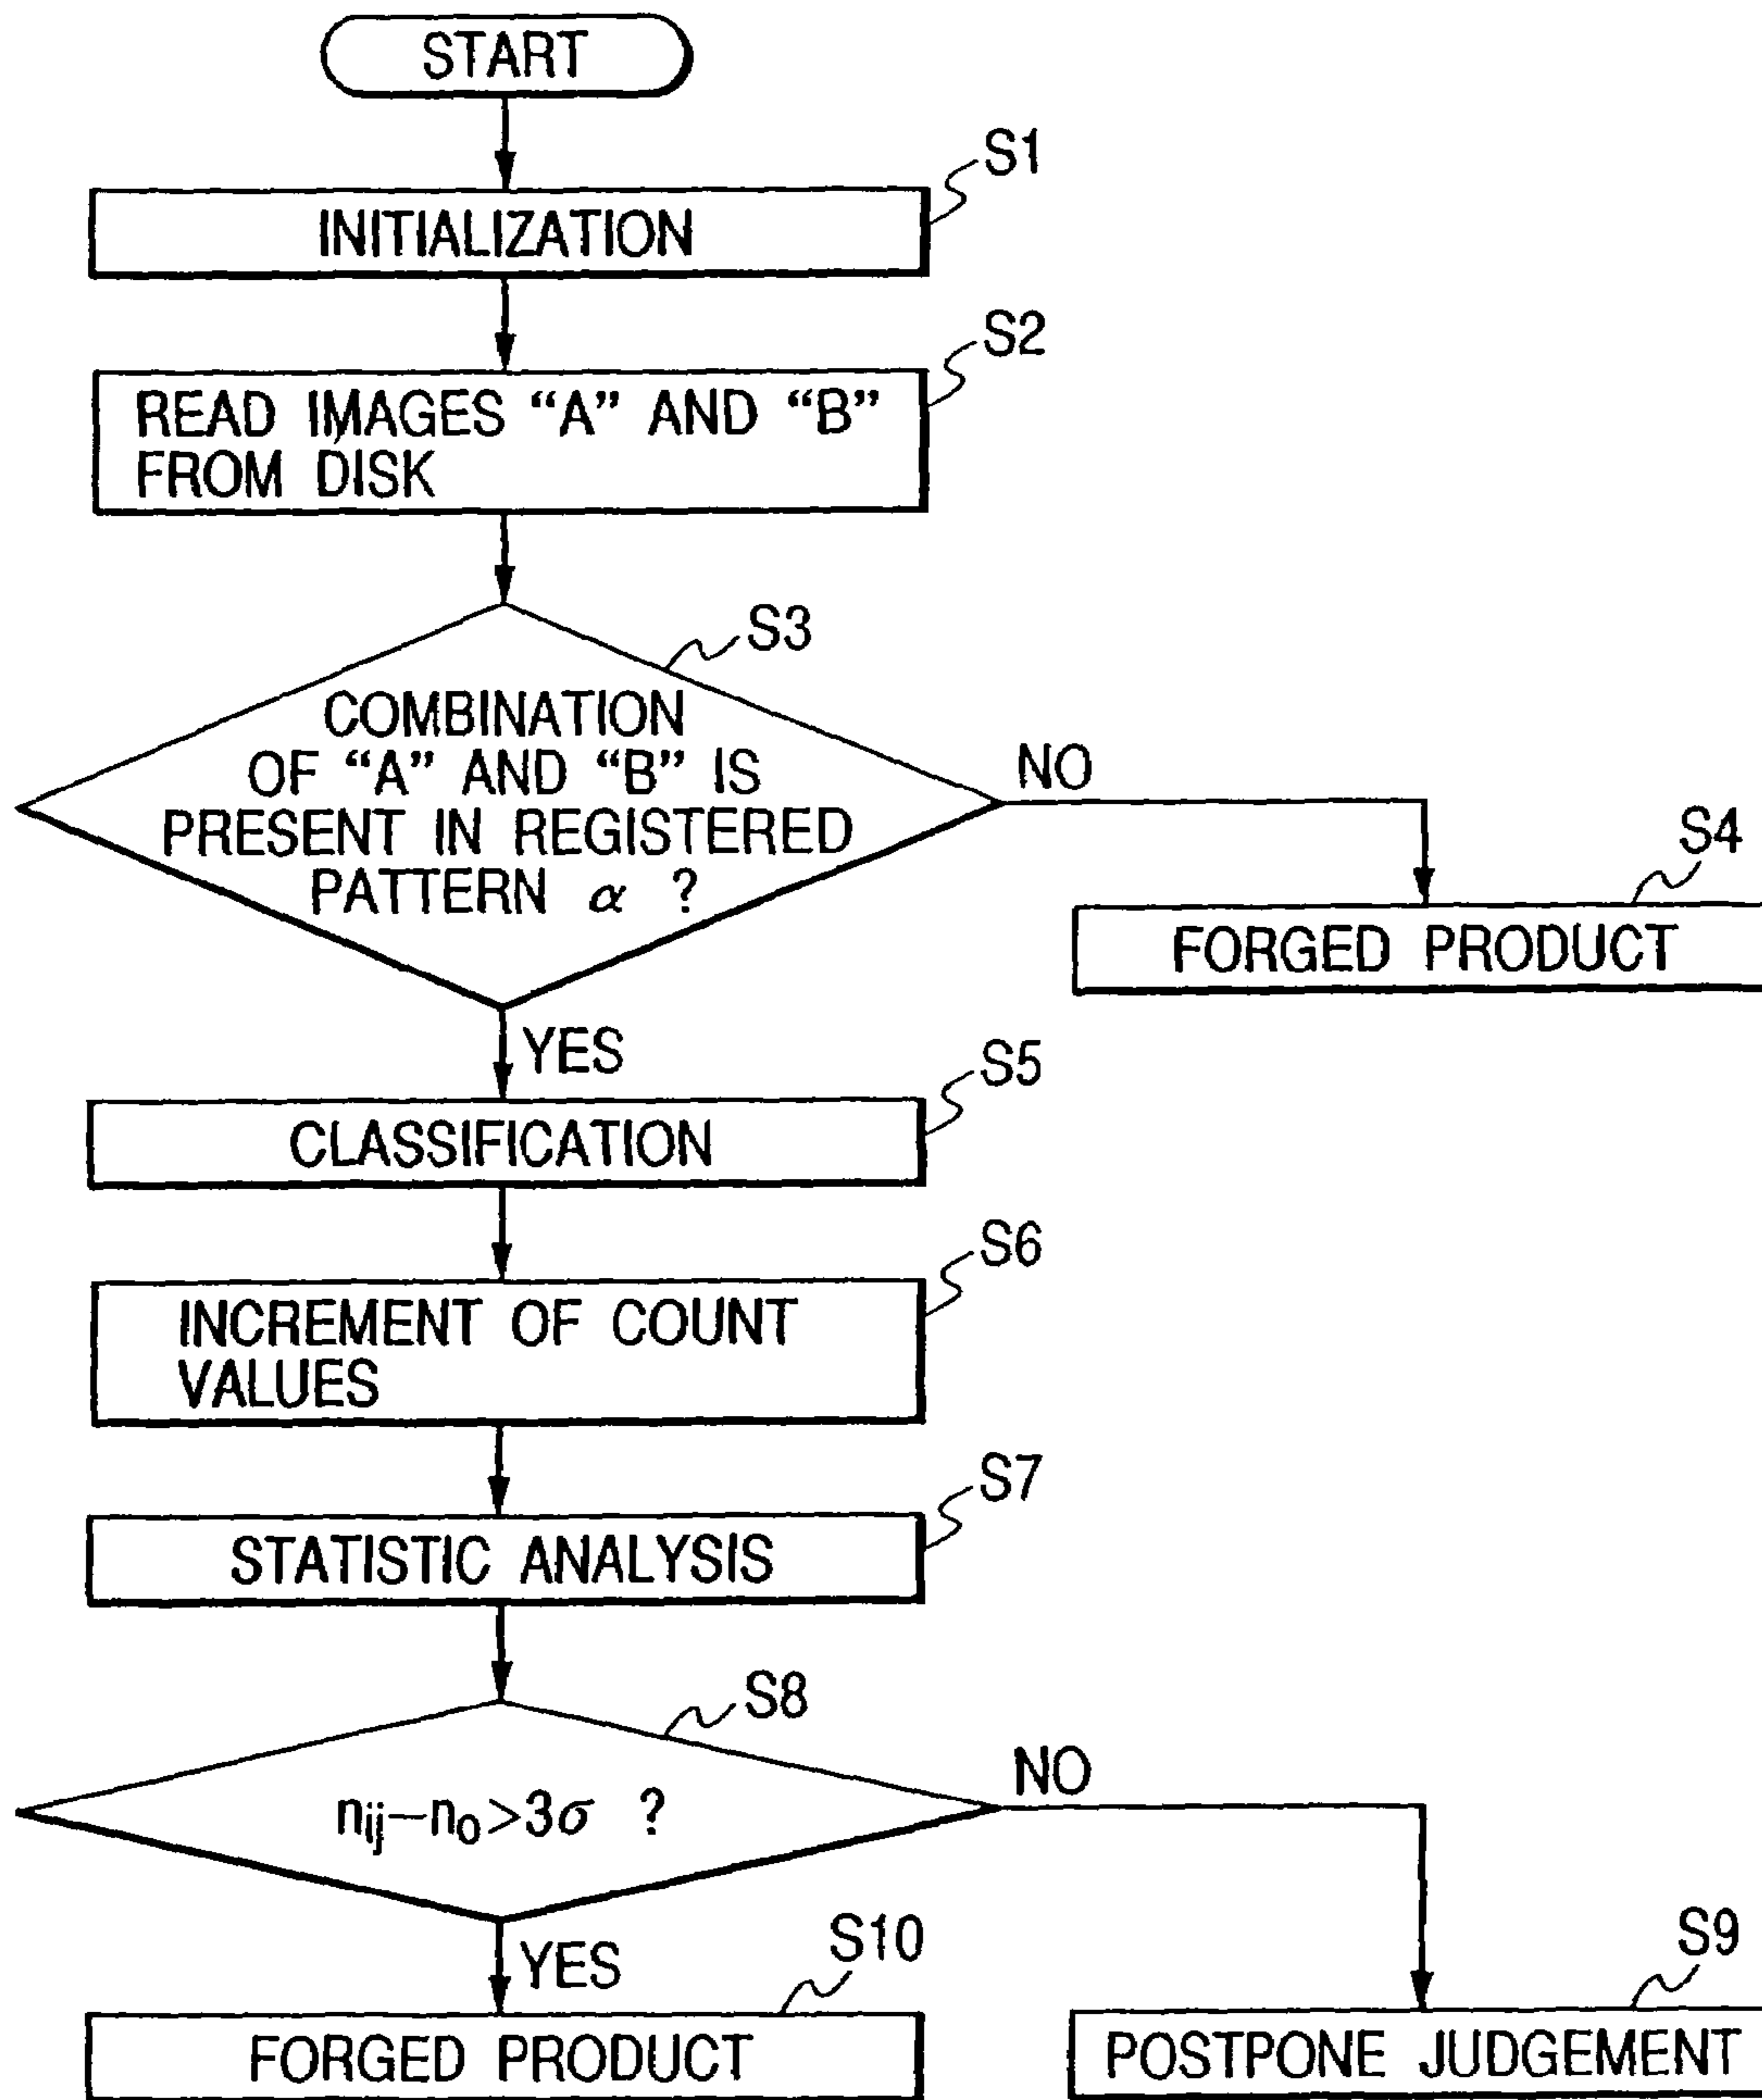 START
S1
INITIALIZATION
S2
READ IMAGES “A” AND “B”
FROM DISK
S3
COMBINATION
OF “A” AND “B” IS
PRESENT IN REGISTERED
PATTERN α ?
NO
S4
FORGED PRODUCT
YES
S5
CLASSIFICATION
S6
INCREMENT OF COUNT
VALUES
S7
STATISTIC ANALYSIS
S8
nij−n0>3σ ?
NO
S9
POSTPONE JUDGEMENT
YES
S10
FORGED PRODUCT